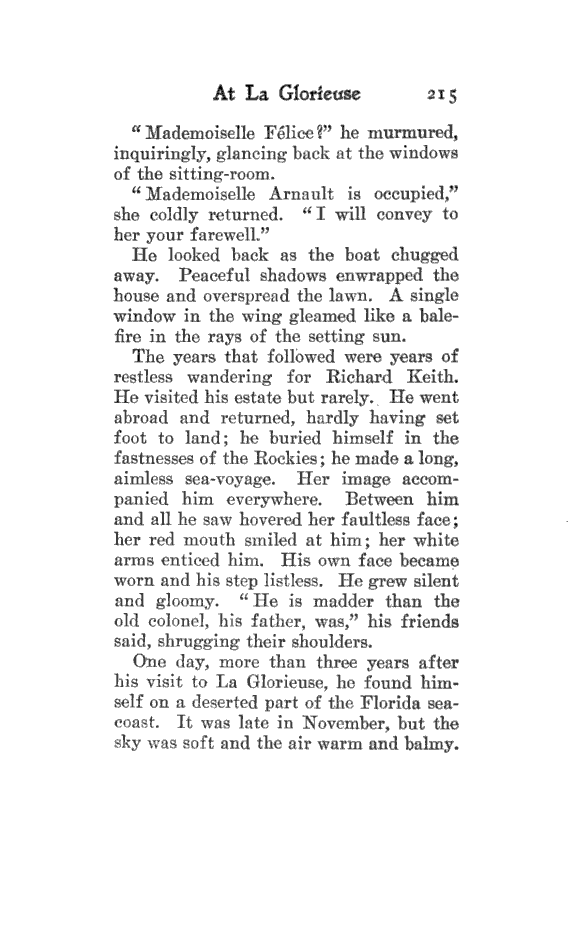 At La Glorieuse 215
"Mademoiselle Félice?" he murmured,
inquiringly, glancing back at the windows
of the sitting-room.
"Mademoiselle Arnault is occupied,"
she coldly returned. "I will convey to
her your farewell."
He looked back as the boat chugged
away. Peaceful shadows enwrapped the
house and overspread the lawn. A single
window in the wing gleamed like a bale-
fire in the rays of the setting sun.
The years that followed were years of
restless wandering for Richard Keith.
He visited his estate but rarely. He went
abroad and returned, hardly having set
foot to land; he buried himself in the
fastnesses of the Rockies; he made a long,
aimless sea-voyage. Her image accom-
panied him everywhere. Between him
and all he saw hovered her faultless face;
her red mouth smiled at him; her white
arms enticed him. His own face became
worn and his step listless. He grew silent
and gloomy. "He is madder than the
old colonel, his father, was," his friends
said, shrugging their shoulders.
One day, more than three years after
his visit to La Glorieuse, he found him-
self on a deserted part of the Florida sea-
coast. It was late in November, but the
sky was soft and the air warm and balmy.